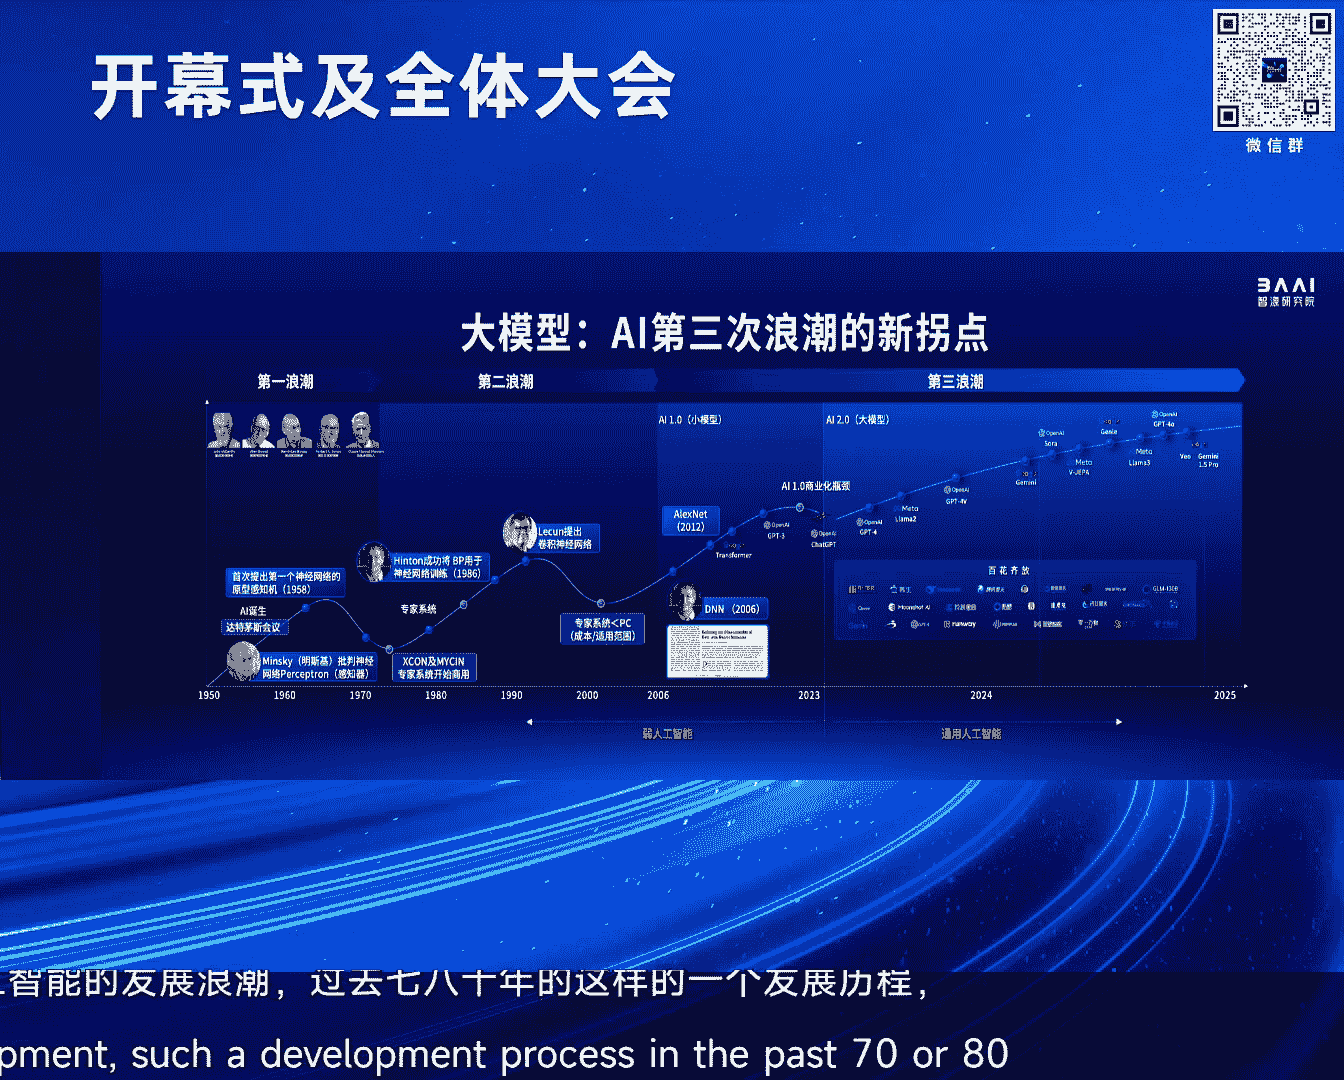 开幕式及全体大会
微信群
BAAI
智源研究院
大模型：AI第三次浪潮的新拐点
第一浪潮
第二浪潮
第三浪潮
AI 1.0（小模型）
AI 2.0（大模型）
OpenAI
GPT-4o
OpenAI
Sora
Genie
Meta
Llama3
Veo
Gemini
1.5 Pro
Meta
V-JEPA
Gemini
OpenAI
GPT-4V
AI 1.0商业化瓶颈
Meta
Llama2
OpenAI
GPT-4
OpenAI
ChatGPT
OpenAI
GPT-3
AlexNet
（2012）
Transformer
Lecun提出
卷积神经网络
Hinton成功将 BP用于
神经网络训练（1986）
首次提出第一个神经网络的
原型感知机（1958）
AI诞生
达特茅斯会议
专家系统
专家系统＜PC
（成本/适用范围）
DNN（2006）
Minsky（明斯基）批判神经
网络Perceptron（感知器）
XCON及MYCIN
专家系统开始商用
百花齐放
GLM-130B
Moonshot AI
runway
1950
1960
1970
1980
1990
2000
2006
2023
2024
2025
弱人工智能
通用人工智能
工智能的发展浪潮，过去七八十年的这样的一个发展历程，
pment, such a development process in the past 70 or 80